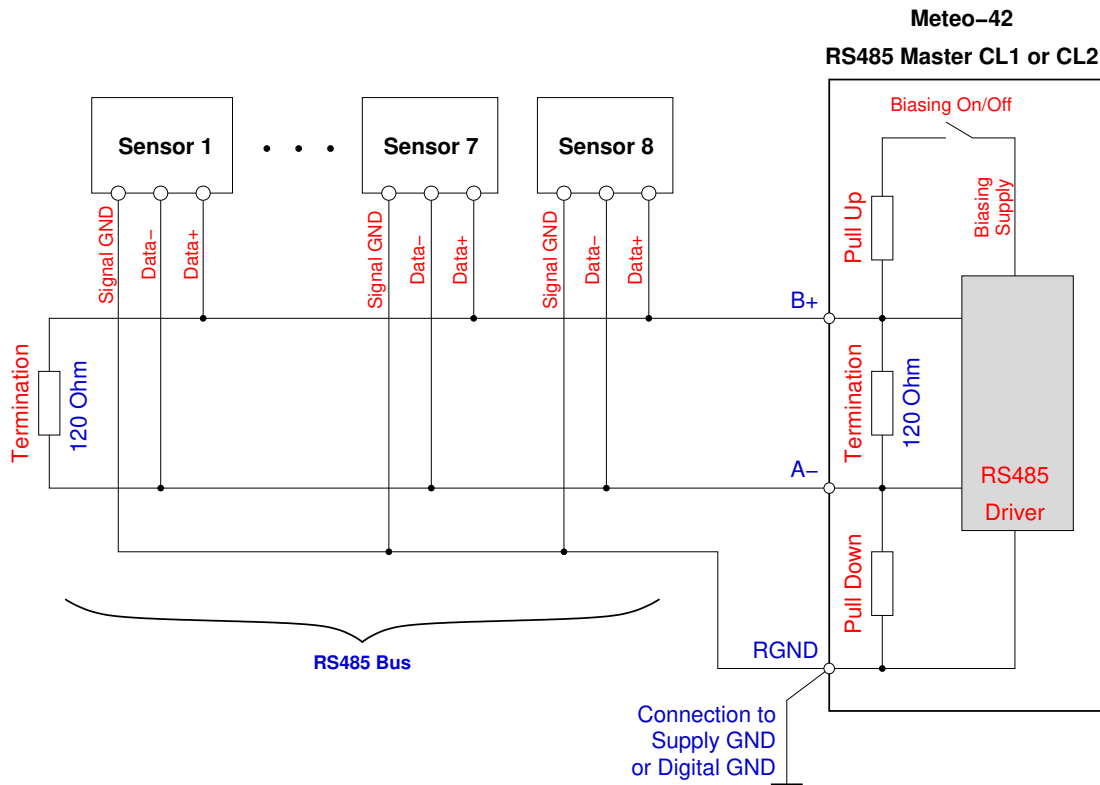 Meteo−42
RS485 Master CL1 or CL2
Biasing On/Off
Sensor 1
Sensor 7
Sensor 8
Signal GND
Data−
Data+
Signal GND
Data−
Data+
Signal GND
Data−
Data+
Pull Up
Biasing
Supply
B+
Termination
120 Ohm
Termination
120 Ohm
A−
RS485
Driver
Pull Down
RS485 Bus
RGND
Connection to
Supply GND
or Digital GND